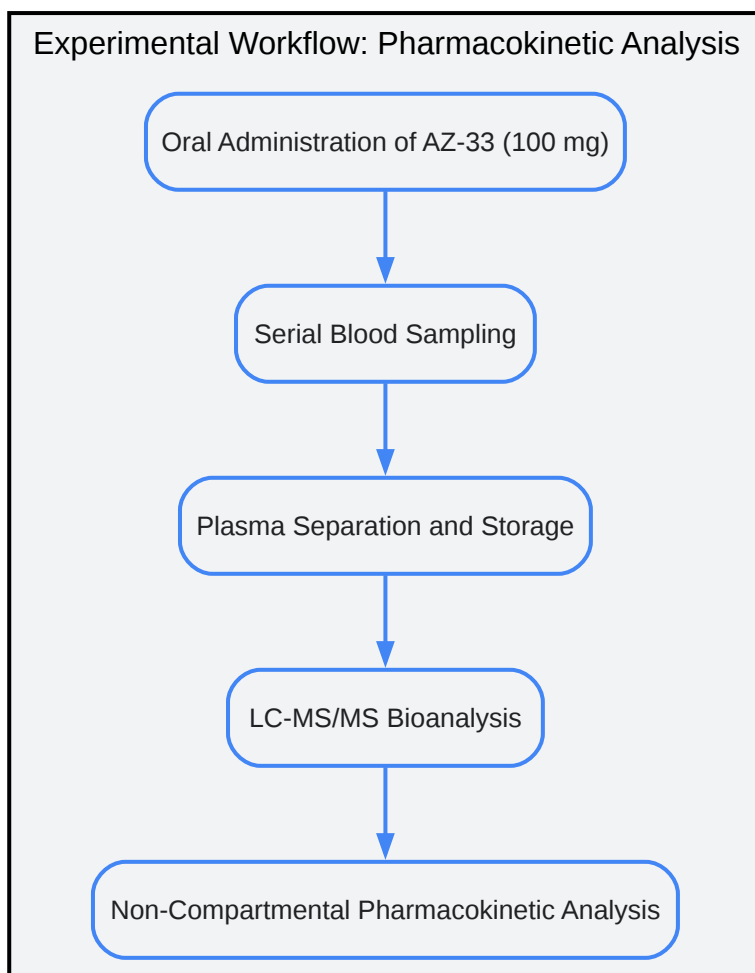 Experimental Workflow: Pharmacokinetic Analysis
Oral Administration of AZ-33 (100 mg)
Serial Blood Sampling
Plasma Separation and Storage
LC-MS/MS Bioanalysis
Non-Compartmental Pharmacokinetic Analysis